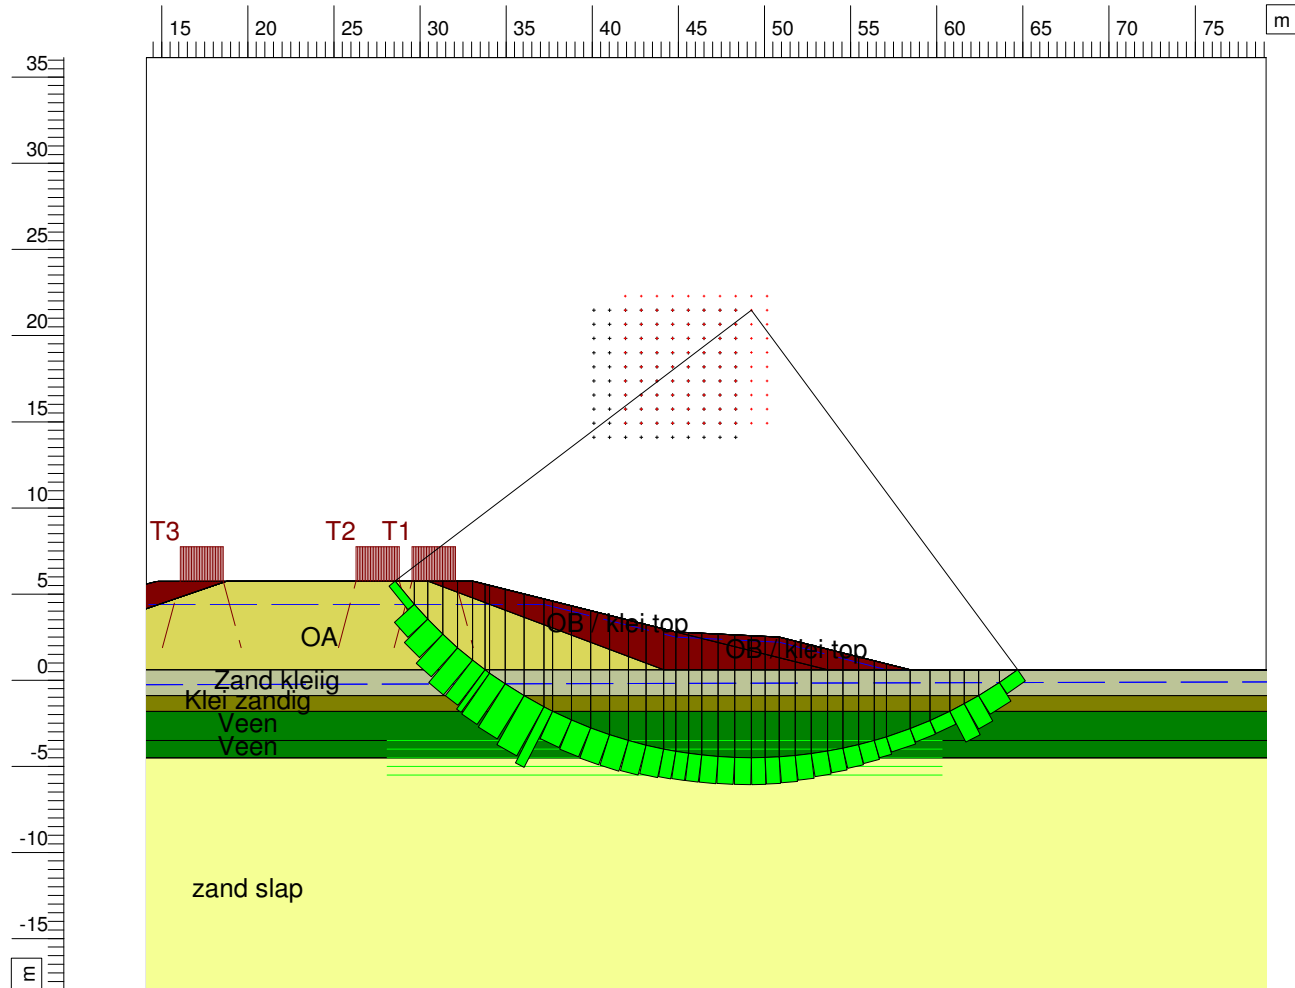 15 20 25 30 35 40 45 50 55 60 65 70 75
m
35
30
25
20
15
10
T3 T2 T1
5
OB / klei top
OA
OB / klei top
0
Zand kleiig
Klei zandig
Veen
Veen
-5
-10
zand slap
-15
m